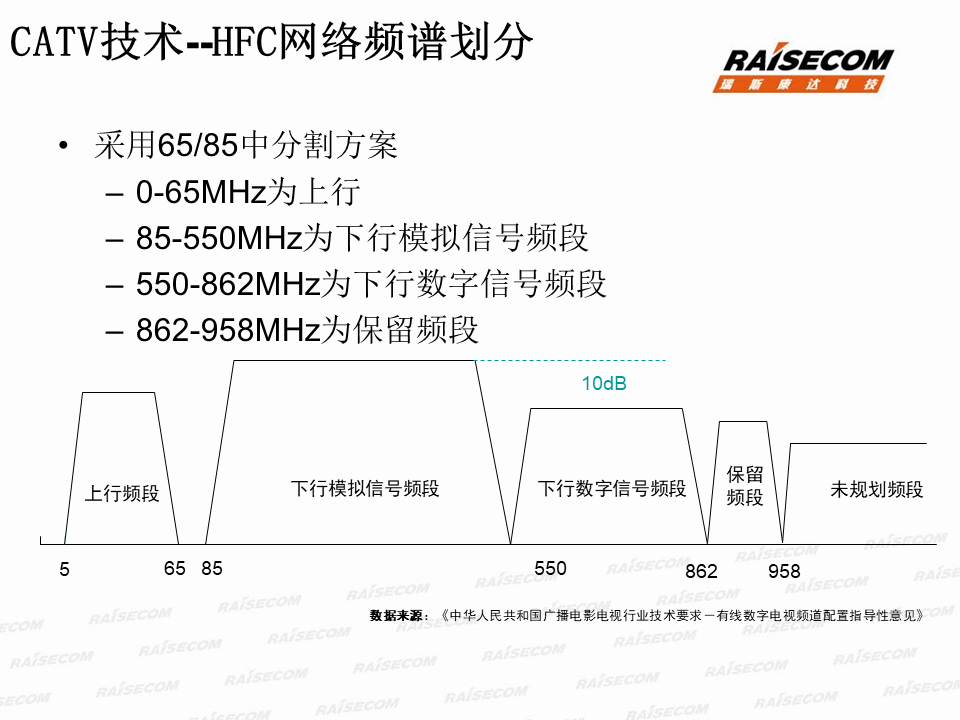 CATV技术--HFC网络频谱划分
RAISECOM
瑞斯康达科技
• 采用65/85中分割方案
– 0-65MHz为上行
– 85-550MHz为下行模拟信号频段
– 550-862MHz为下行数字信号频段
– 862-958MHz为保留频段
10dB
上行频段
下行模拟信号频段
下行数字信号频段
保留
频段
未规划频段
5 65 85 550 862 958
数据来源：《中华人民共和国广播电影电视行业技术要求－有线数字电视频道配置指导性意见》